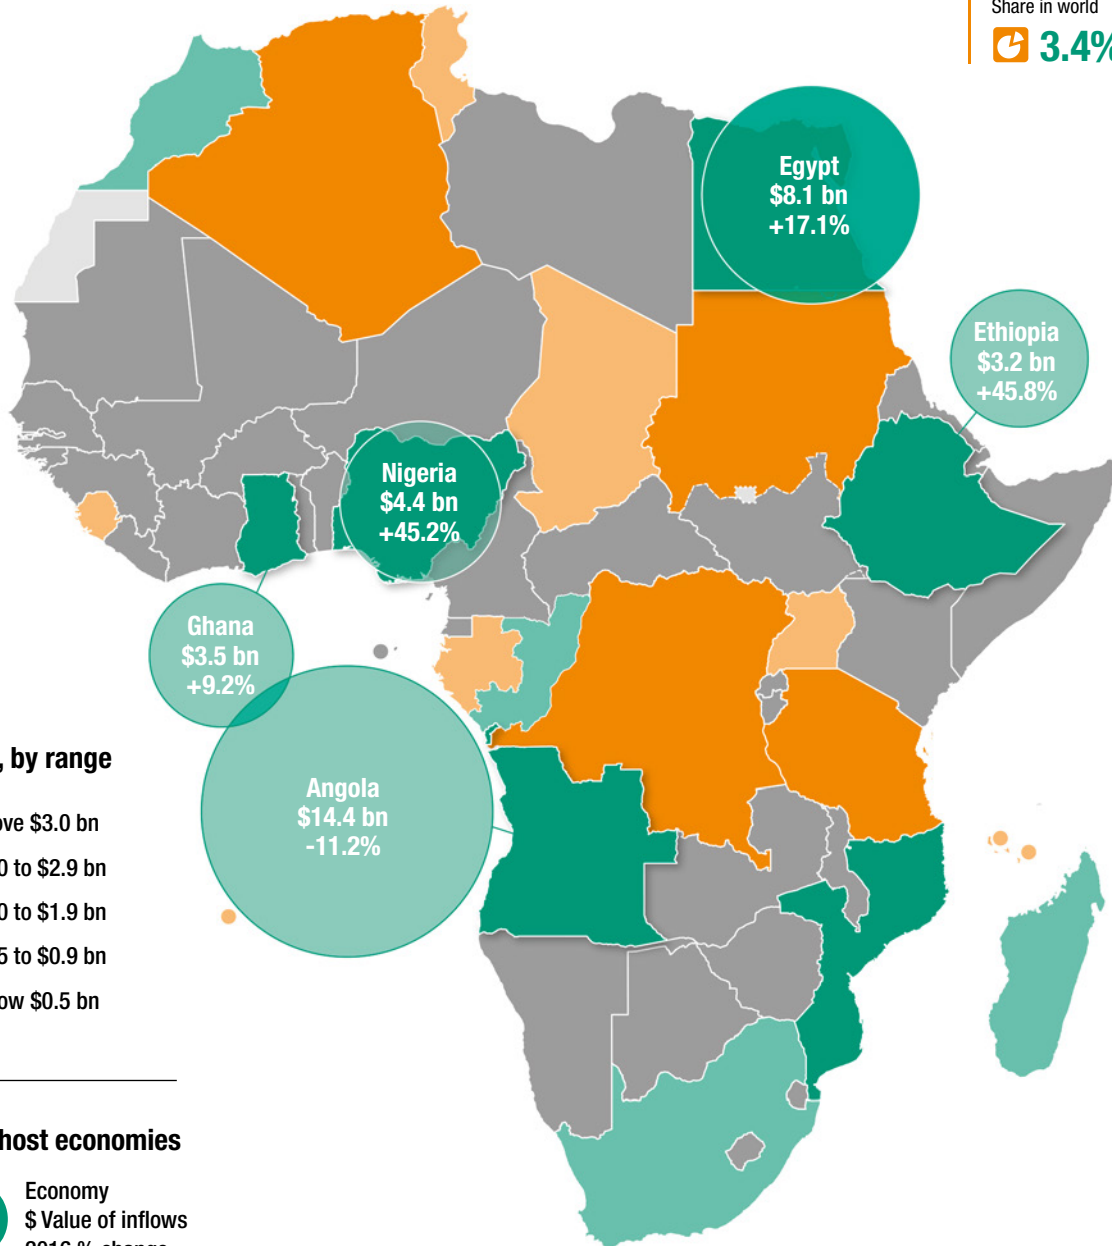 Share in world
3.4%
Egypt
$8.1 bn
+17.1%
Ethiopia
$3.2 bn
+45.8%
Nigeria
$4.4 bn
+45.2%
Ghana
$3.5 bn
+9.2%
Angola
$14.4 bn
-11.2%
, by range
ve $3.0 bn
0 to $2.9 bn
0 to $1.9 bn
5 to $0.9 bn
ow $0.5 bn
host economies
Economy
$ Value of inflows
2016 % change